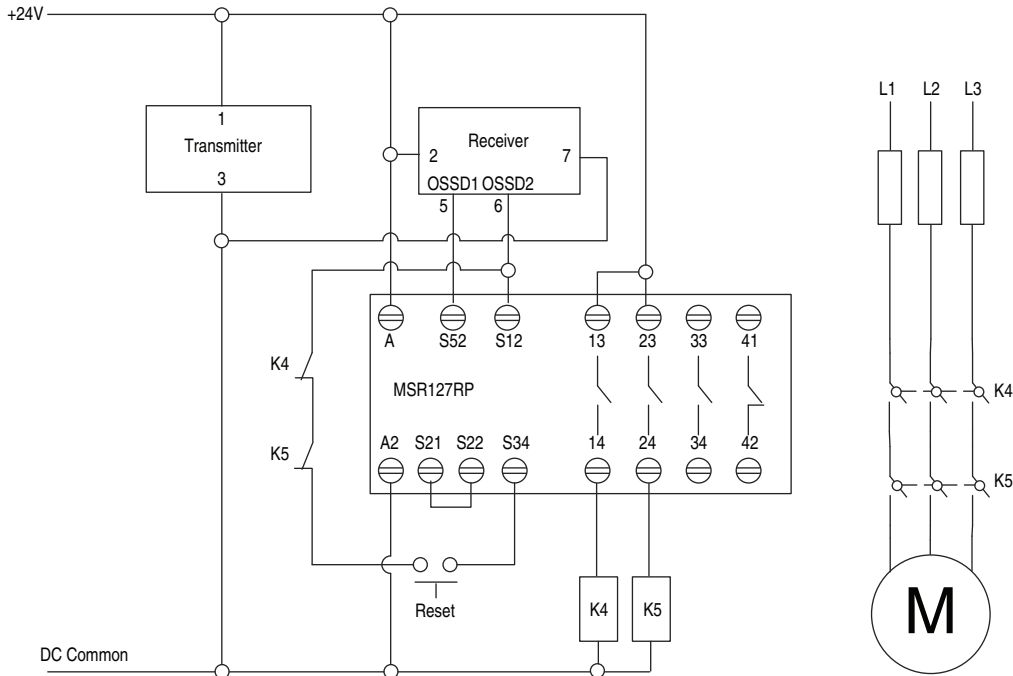 +24V
L1 L2 L3
1
Transmitter
3
Receiver
2 7
OSSD1 OSSD2
5 6
A S52 S12 13 23 33 41
K4
MSR127RP
K4
A2 S21 S22 S34 14 24 34 42
K5
K5
Reset
K4 K5
M
DC Common